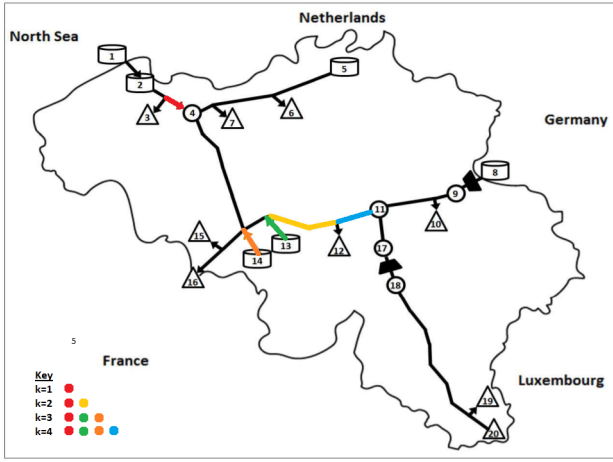 Netherlands
North Sea
1
2
5
3
4
7
6
Germany
8
9
11
10
15
13
12
17
14
16
18
5
Key
France
k=1
k=2
k=3
k=4
Luxembourg
19
20